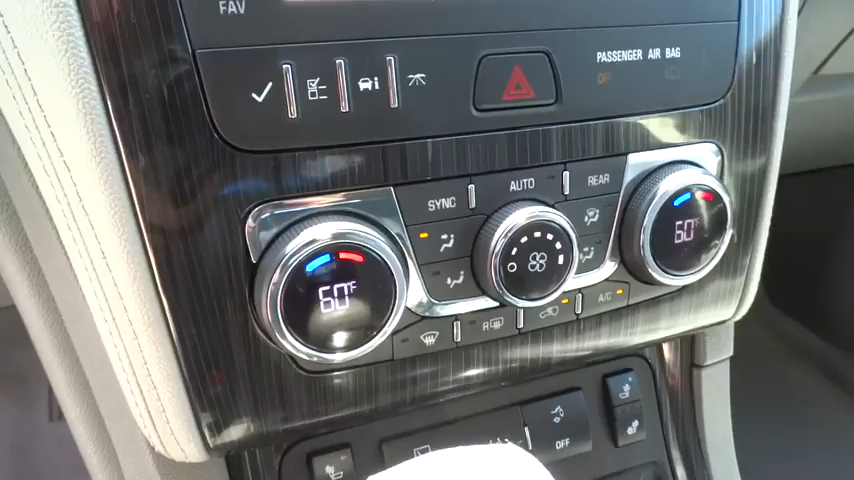 FAV
PASSENGER AIR BAG
OFF
i
SYNC
AUTO
REAR
60°F
60°
R
A/C
OFF